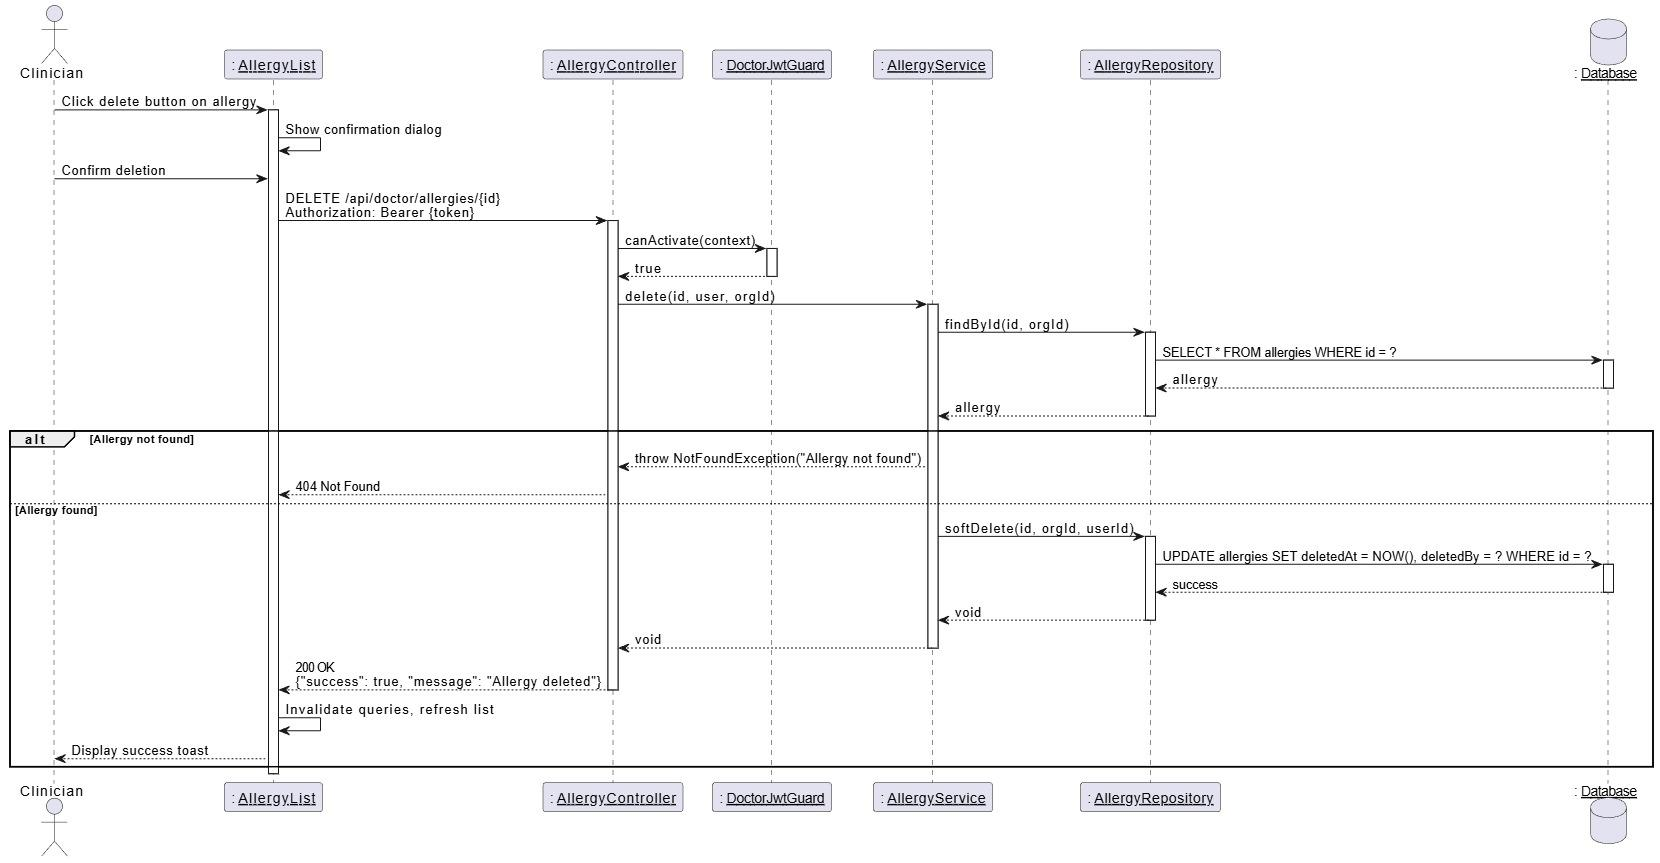 Clinician
: AllergyList
: AllergyController
: DoctorJwtGuard
: AllergyService
: AllergyRepository
: Database
Click delete button on allergy
Show confirmation dialog
Confirm deletion
DELETE /api/doctor/allergies/{id}
Authorization: Bearer {token}
canActivate(context)
true
delete(id, user, orgId)
findById(id, orgId)
SELECT * FROM allergies WHERE id = ?
allergy
allergy
alt
[Allergy not found]
throw NotFoundException("Allergy not found")
404 Not Found
[Allergy found]
softDelete(id, orgId, userId)
UPDATE allergies SET deletedAt = NOW(), deletedBy = ? WHERE id = ?
success
void
void
200 OK
{"success": true, "message": "Allergy deleted"}
Invalidate queries, refresh list
Display success toast
Clinician
: AllergyList
: AllergyController
: DoctorJwtGuard
: AllergyService
: AllergyRepository
: Database